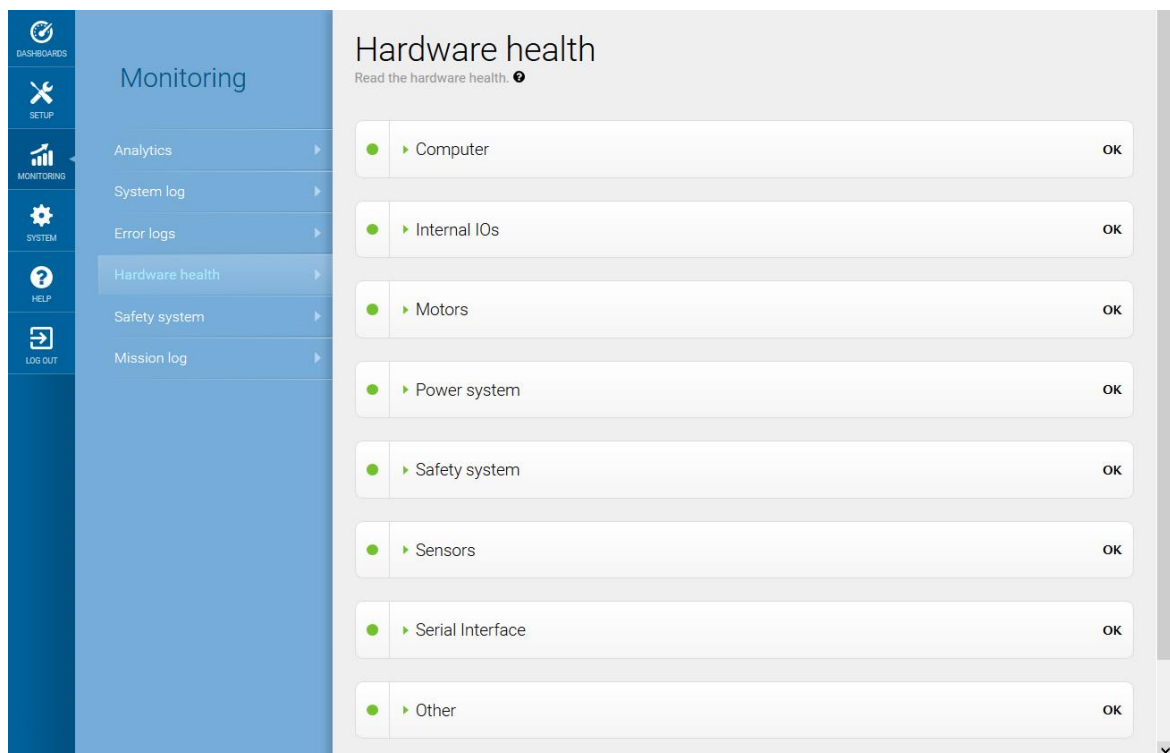 DASHBOARDS
SETUP
MONITORING
SYSTEM
HELP
LOG OUT
Monitoring
Analytics
System log
Error logs
Hardware health
Safety system
Mission log
Hardware health
Read the hardware health. ?
Computer OK
Internal IOs OK
Motors OK
Power system OK
Safety system OK
Sensors OK
Serial Interface OK
Other OK